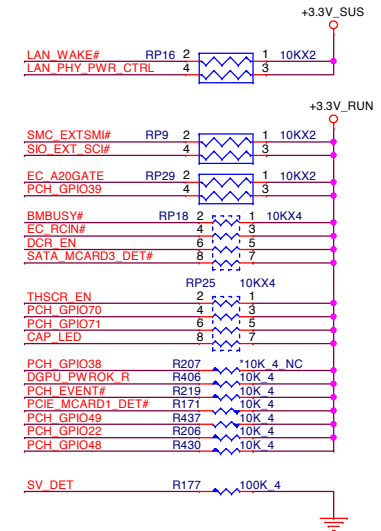 +3.3V_SUS
LAN_WAKE# RP16 2 1 10KX2
LAN_PHY_PWR_CTRL 4 3
+3.3V_RUN
SMC_EXTSMI# RP9 2 1 10KX2
SIO_EXT_SCI# 4 3
EC_A20GATE RP29 2 1 10KX2
PCH_GPIO39 4 3
BMBUSY# RP18 2 1 10KX4
EC_RCIN# 4 3
DCR_EN 6 5
SATA_MCARD3_DET# 8 7
RP25 10KX4
THSCR_EN 2 1
PCH_GPIO70 4 3
PCH_GPIO71 6 5
CAP_LED 8 7
PCH_GPIO38 R207 *10K_4_NC
DGPU_PWROK_R R406 10K_4
PCH_EVENT# R219 10K_4
PCIE_MCARD1_DET# R171 10K_4
PCH_GPIO49 R437 10K_4
PCH_GPIO22 R206 10K_4
PCH_GPIO48 R430 10K_4
SV_DET R177 100K_4